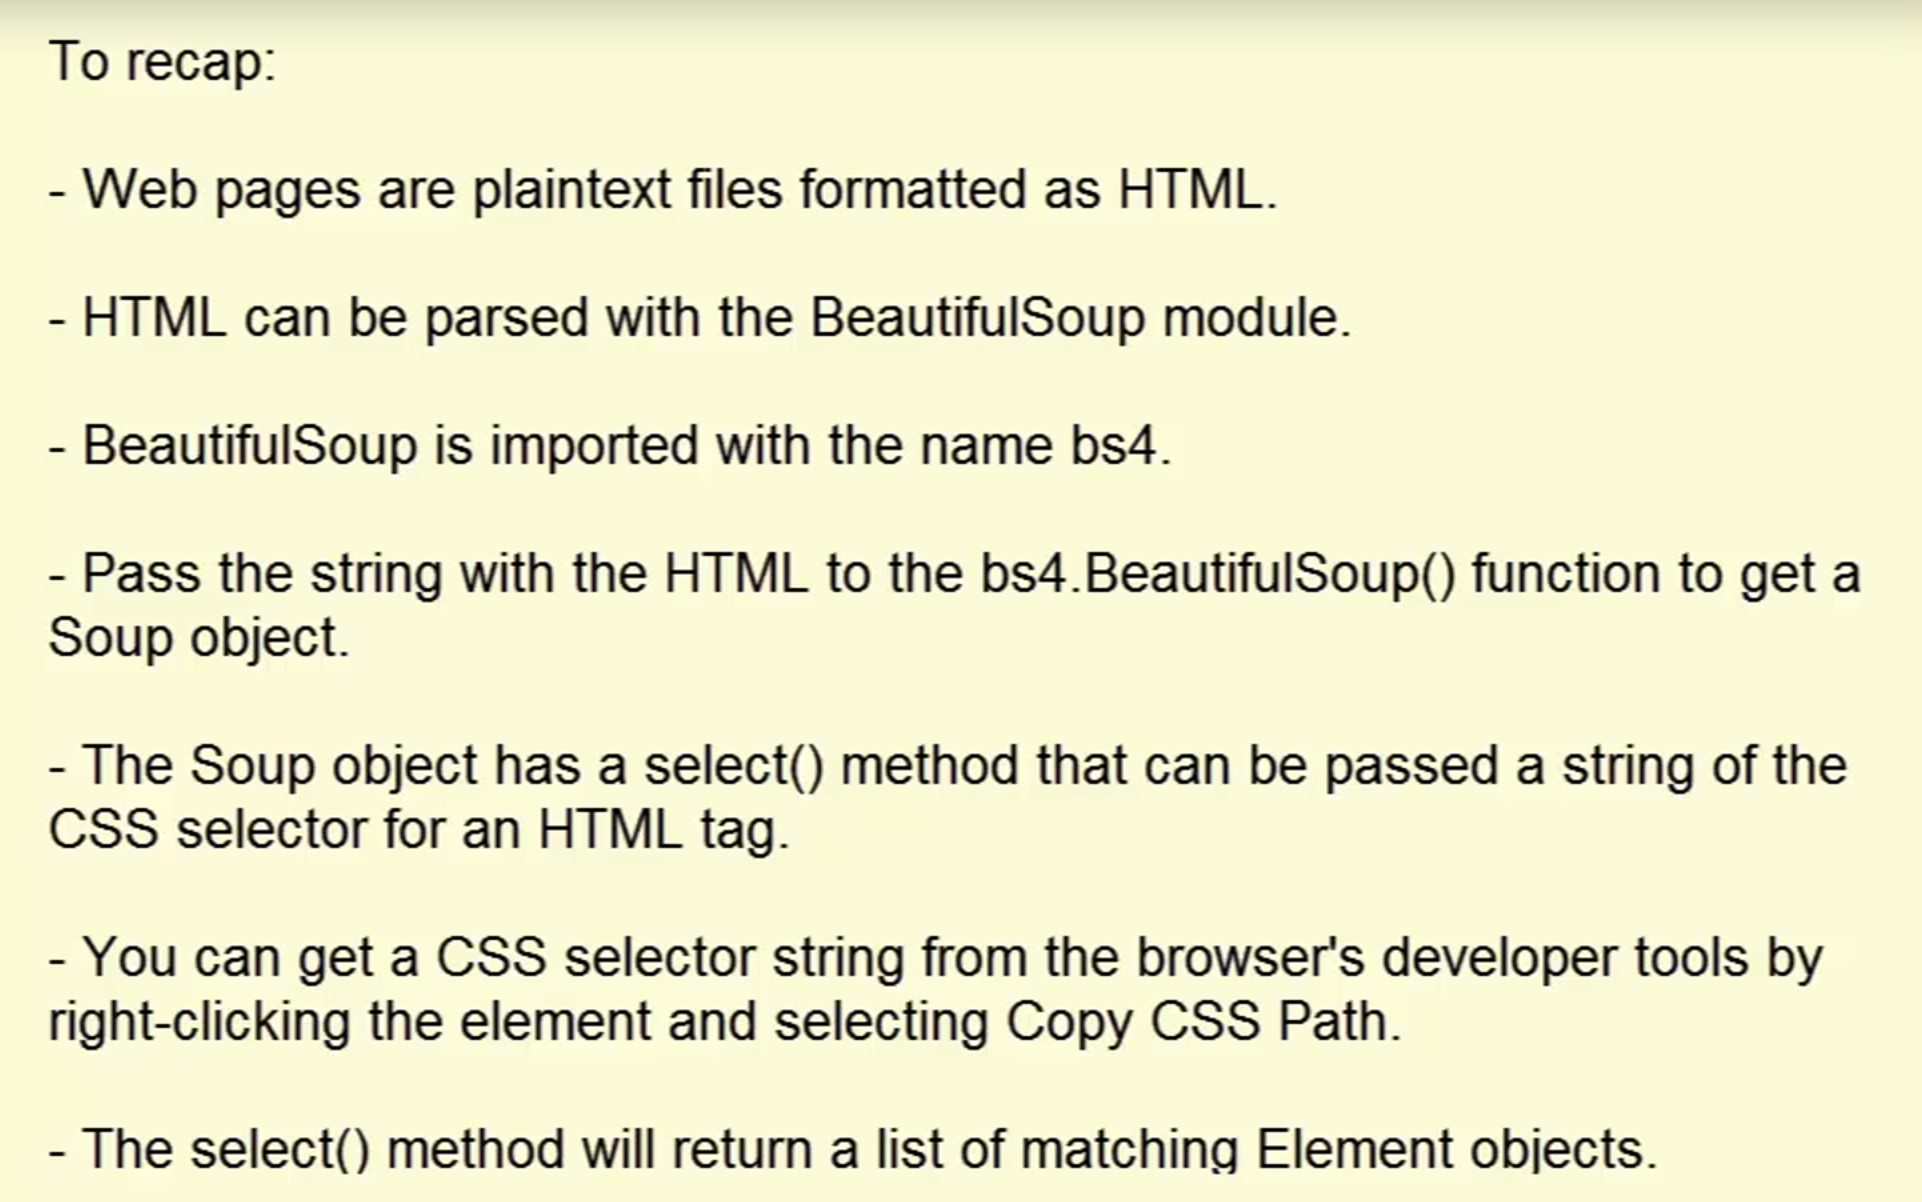 To recap:
- Web pages are plaintext files formatted as HTML.
- HTML can be parsed with the BeautifulSoup module.
- BeautifulSoup is imported with the name bs4.
- Pass the string with the HTML to the bs4.BeautifulSoup() function to get a
Soup object.
- The Soup object has a select() method that can be passed a string of the
CSS selector for an HTML tag.
- You can get a CSS selector string from the browser's developer tools by
right-clicking the element and selecting Copy CSS Path.
- The select() method will return a list of matching Element objects.